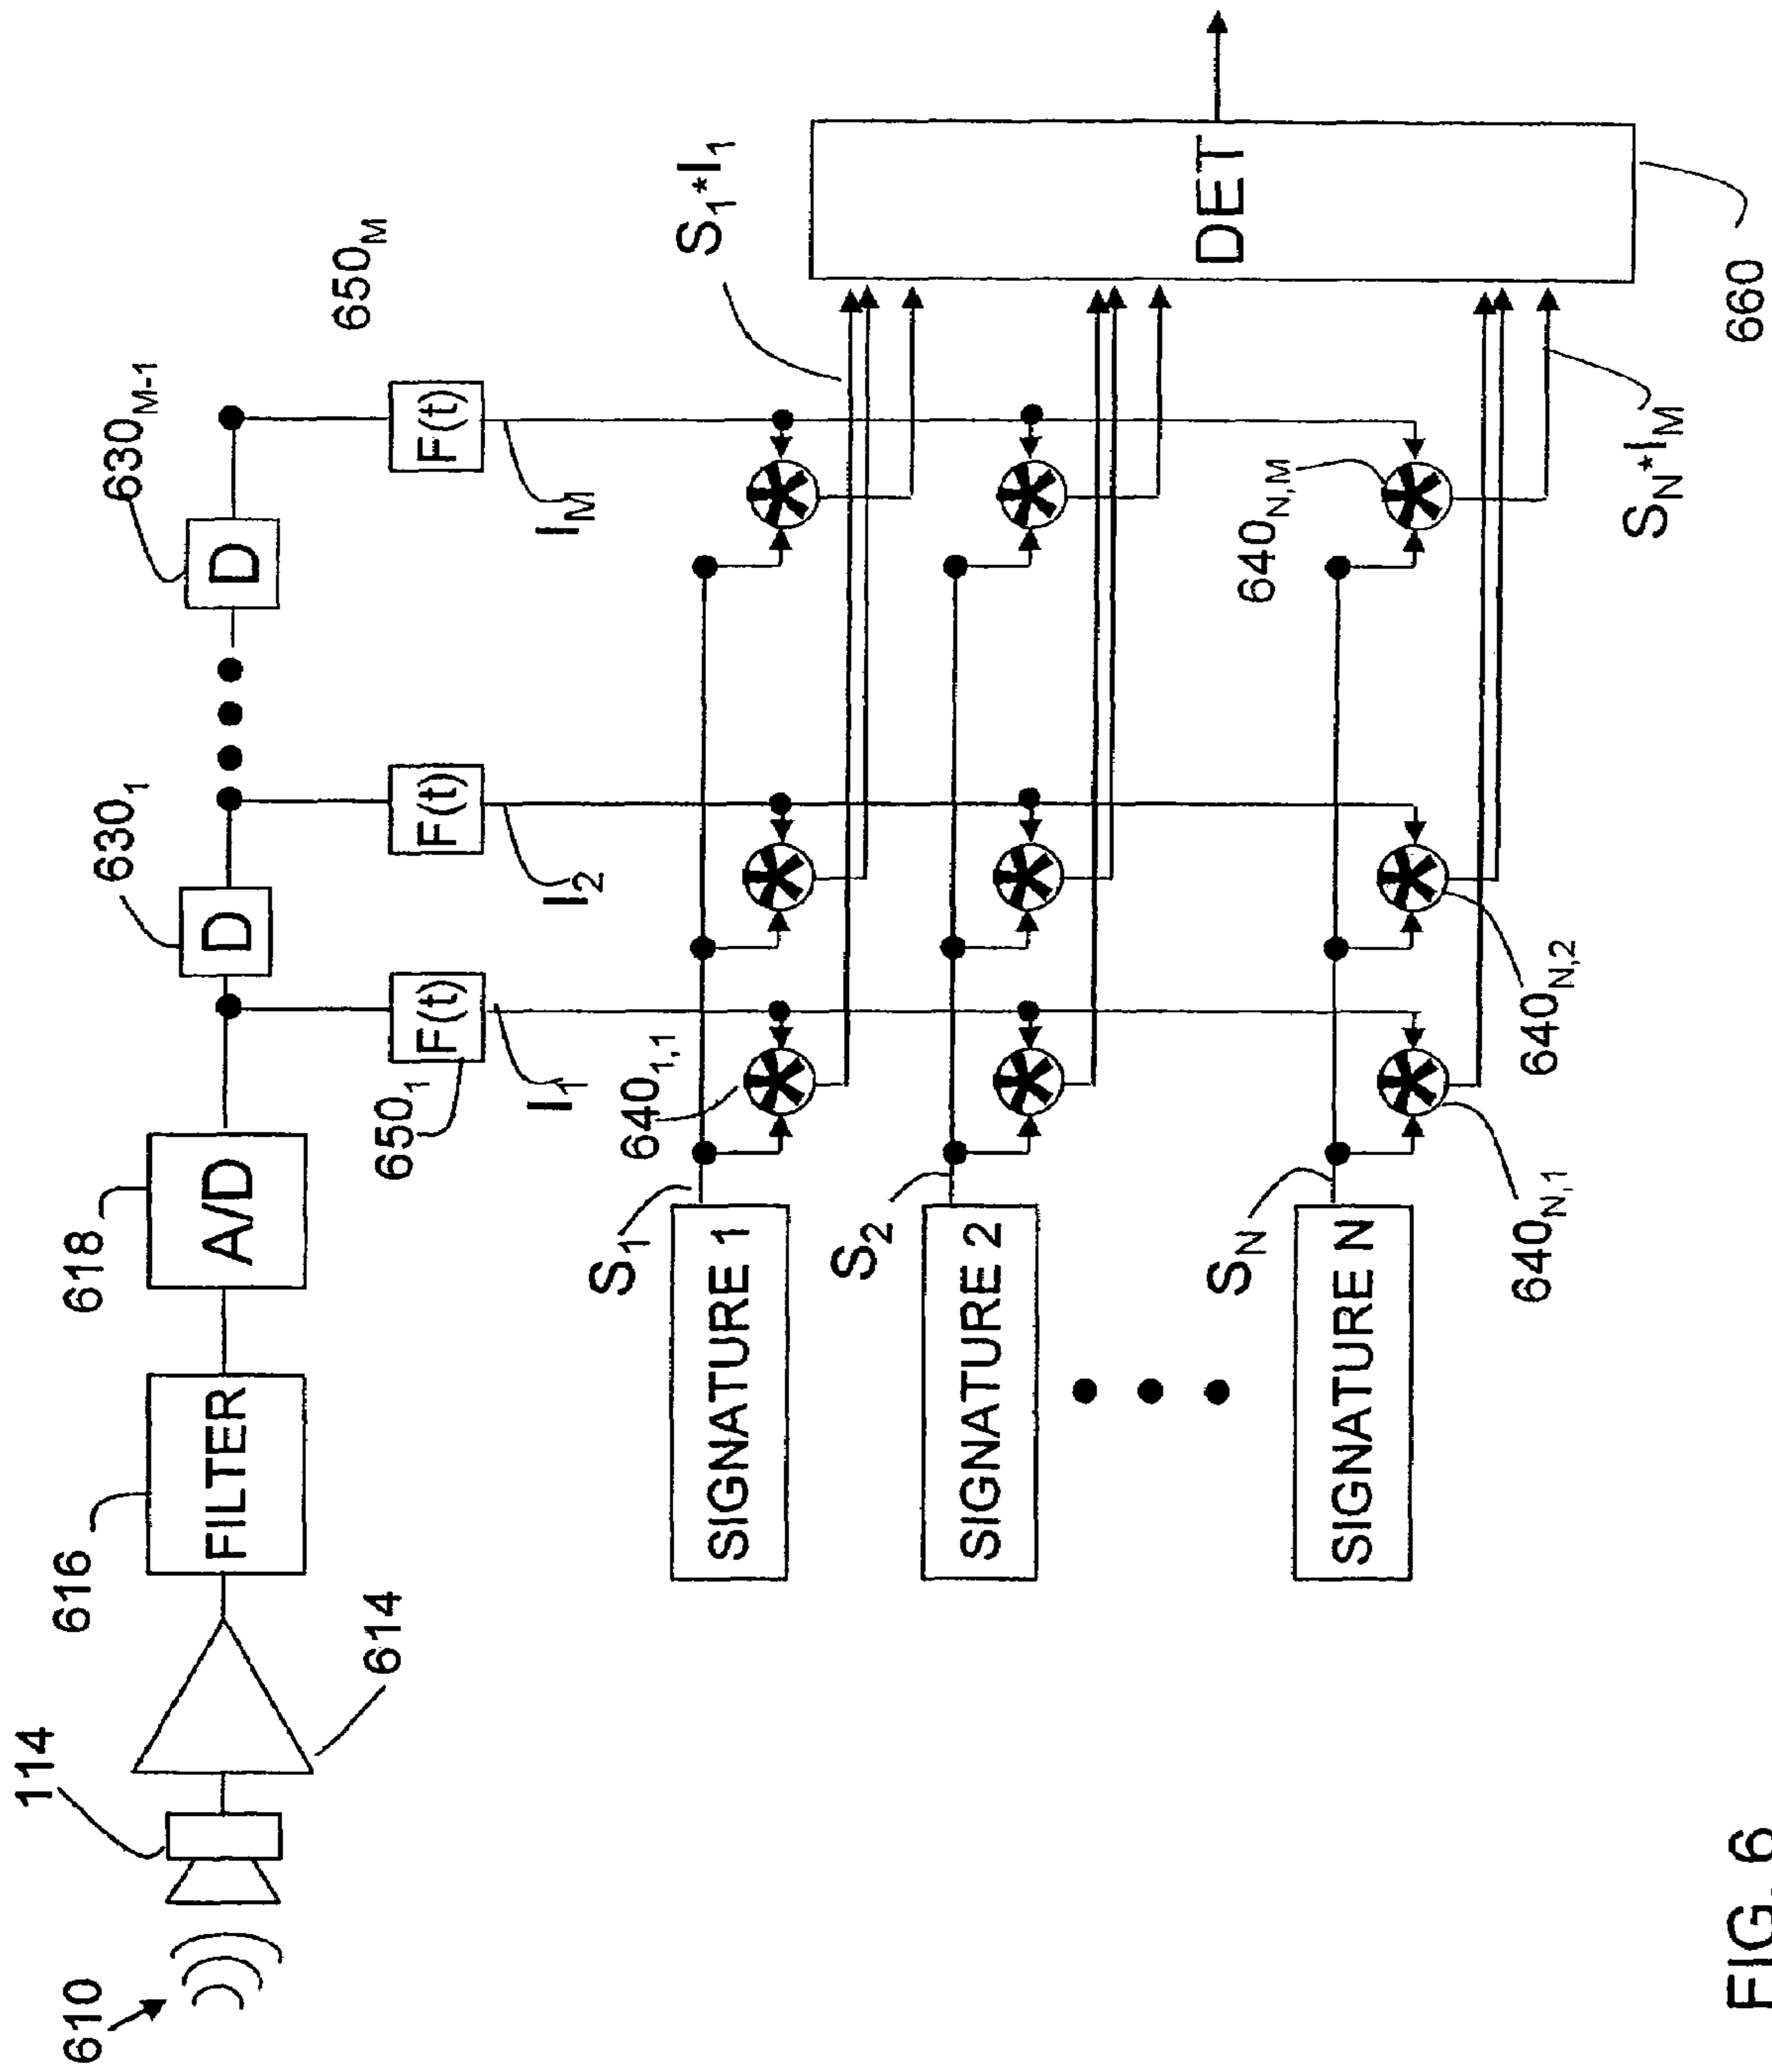 610
114
614
616
FILTER
618
A/D
630₁
D
630M-1
D
650₁
F(t)
F(t)
F(t)
650M
I₁
I₂
IM
S₁
SIGNATURE 1
640₁,₁
S₁*I₁
S₂
SIGNATURE 2
SN
SIGNATURE N
640N,1
640N,2
640N,M
SN*IM
DET
660
FIG. 6